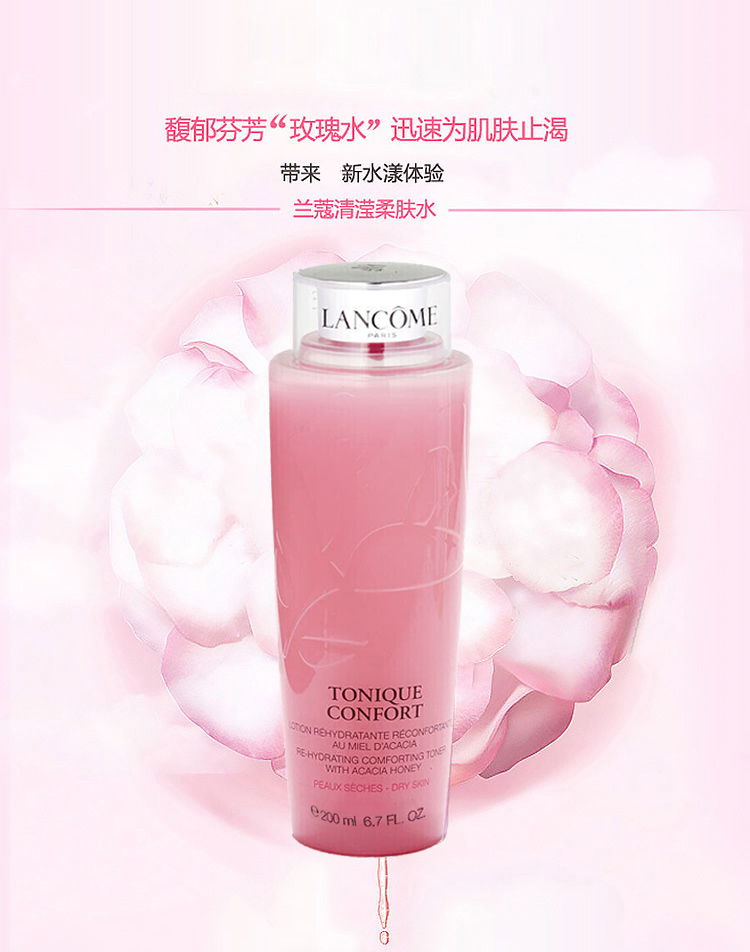 馥郁芬芳“玫瑰水”迅速为肌肤止渴
带来 新水漾体验
兰蔻清滢柔肤水
LANCÔME
PARIS
TONIQUE
CONFORT
LOTION RÉHYDRATANTE RÉCONFORTANTE
AU MIEL D'ACACIA
RE-HYDRATING COMFORTING TONER
WITH ACACIA HONEY
PEAUX SÈCHES - DRY SKIN
e 200 ml 6.7 FL. OZ.